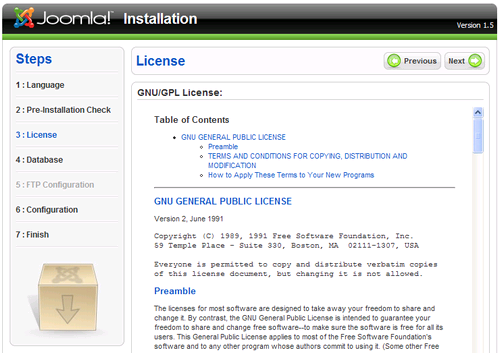 Joomla! Installation
Version 1.5
Steps
1 : Language
2 : Pre-Installation Check
3 : License
4 : Database
5 : FTP Configuration
6 : Configuration
7 : Finish
License
Previous
Next
GNU/GPL License:
Table of Contents
GNU GENERAL PUBLIC LICENSE
Preamble
TERMS AND CONDITIONS FOR COPYING, DISTRIBUTION AND
MODIFICATION
How to Apply These Terms to Your New Programs
GNU GENERAL PUBLIC LICENSE
Version 2, June 1991
Copyright (C) 1989, 1991 Free Software Foundation, Inc.
59 Temple Place - Suite 330, Boston, MA  02111-1307, USA
Everyone is permitted to copy and distribute verbatim copies
of this license document, but changing it is not allowed.
Preamble
The licenses for most software are designed to take away your freedom to share and
change it. By contrast, the GNU General Public License is intended to guarantee your
freedom to share and change free software--to make sure the software is free for all its
users. This General Public License applies to most of the Free Software Foundation's
software and to any other program whose authors commit to using it. (Some other Free